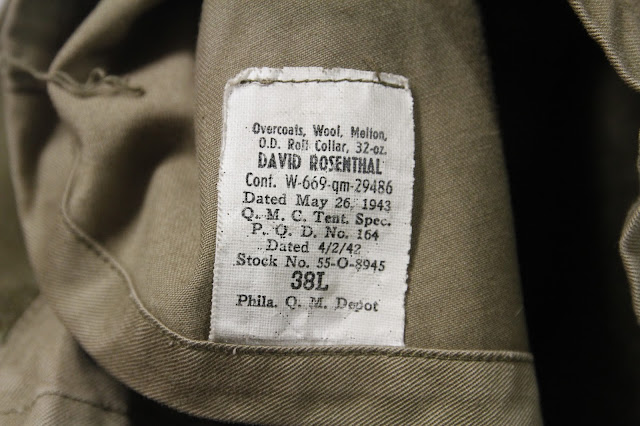 Overcoats, Wool, Melton,
O.D. Roll Collar, 32-oz.
DAVID ROSENTHAL
Cont. W-669-qm-29486
Dated May 26, 1943
Q. M. C. Tent. Spec.
P. Q. D. No. 164
Dated 4/2/42
Stock No. 55-O-8945
38L
Phila. Q. M. Depot